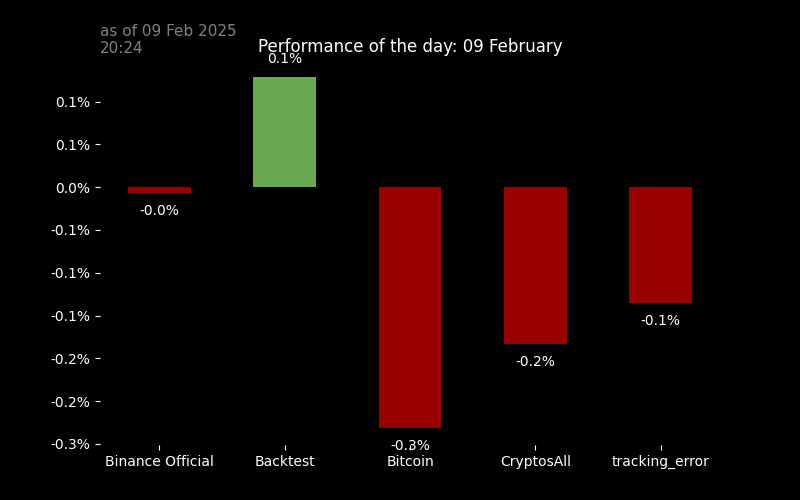 as of 09 Feb 2025
20:24
Performance of the day: 09 February
0.1%
0.1%
0.1%
0.0%
-0.1%
-0.1%
-0.1%
-0.2%
-0.2%
-0.3%
-0.0%
-0.3%
-0.2%
-0.1%
Binance Official
Backtest
Bitcoin
CryptosAll
tracking_error